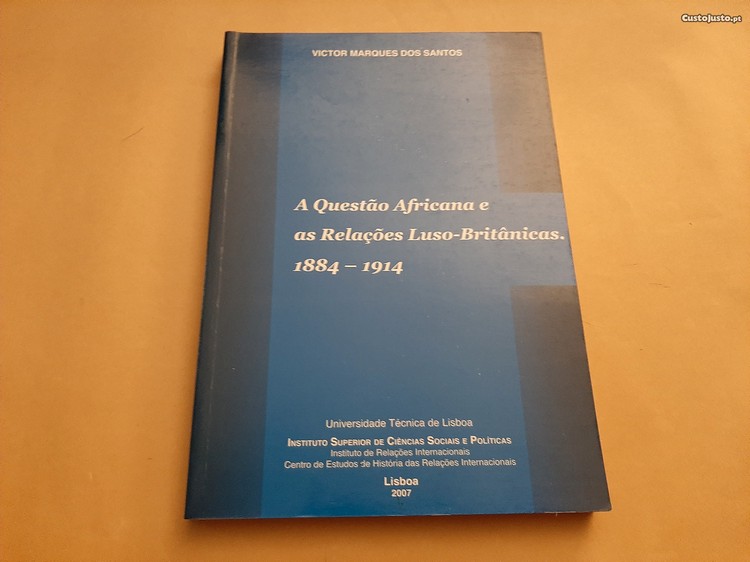 CustoJusto.pt
VICTOR MARQUES DOS SANTOS
A Questão Africana e
as Relações Luso-Britânicas.
1884 – 1914
Universidade Técnica de Lisboa
INSTITUTO SUPERIOR DE CIÊNCIAS SOCIAIS E POLÍTICAS
Instituto de Relações Internacionais
Centro de Estudos de História das Relações Internacionais
Lisboa
2007